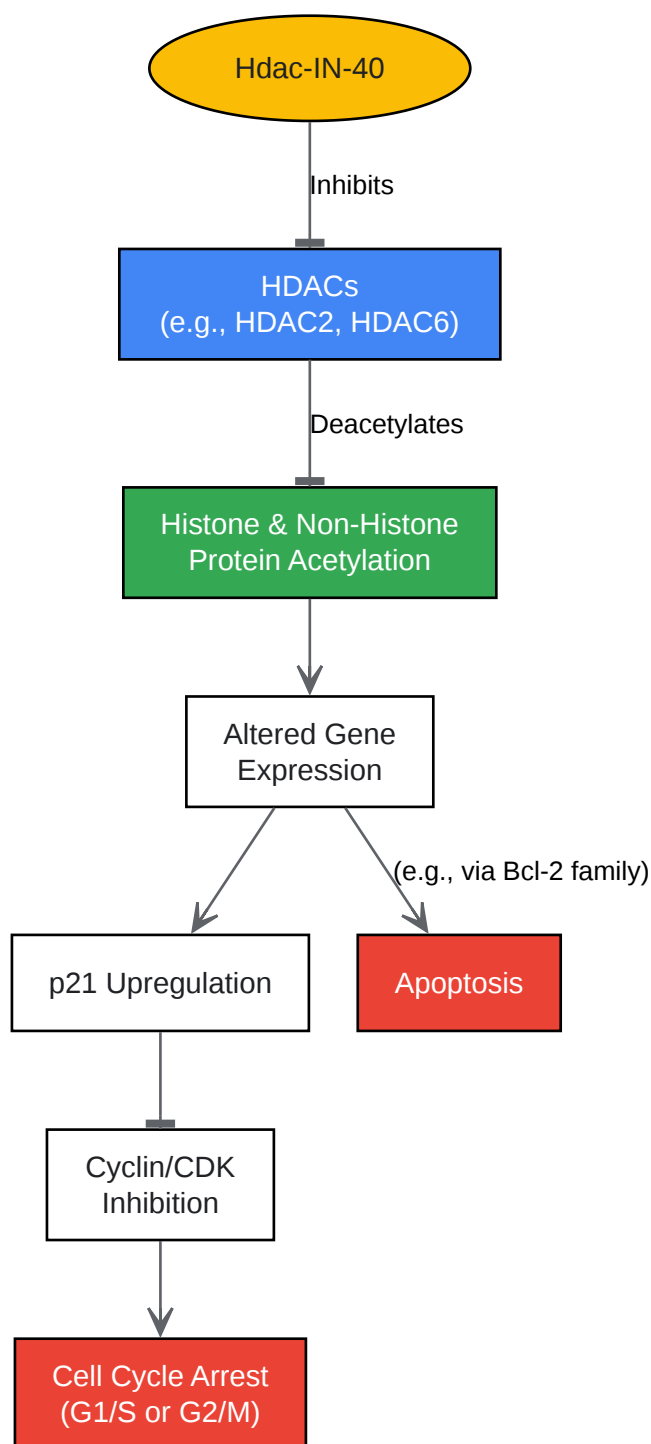 Hdac-IN-40
Inhibits
HDACs
(e.g., HDAC2, HDAC6)
Deacetylates
Histone & Non-Histone
Protein Acetylation
Altered Gene
Expression
(e.g., via Bcl-2 family)
p21 Upregulation
Apoptosis
Cyclin/CDK
Inhibition
Cell Cycle Arrest
(G1/S or G2/M)